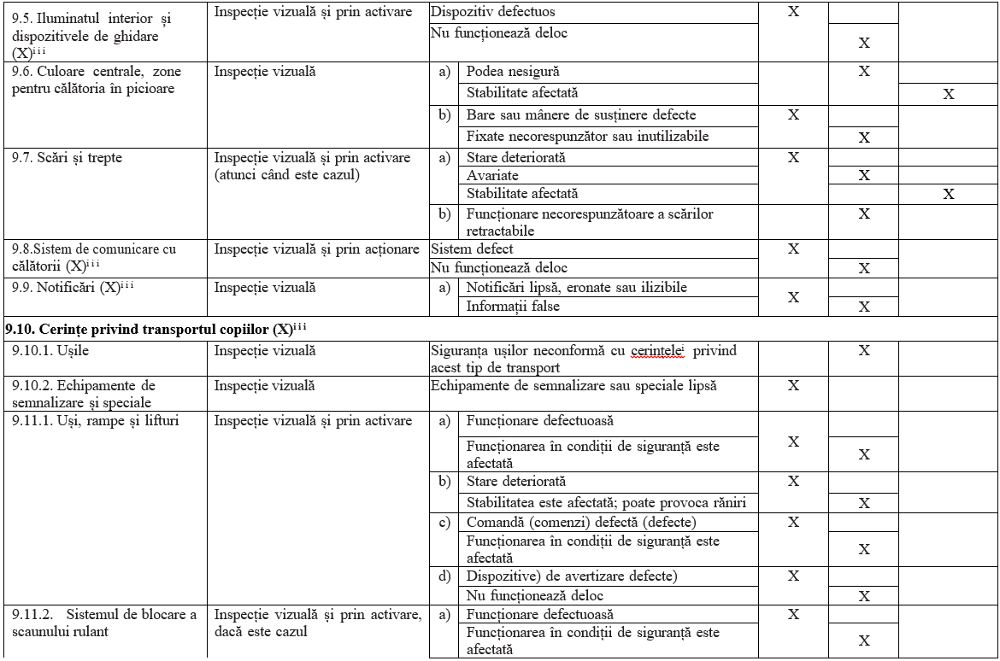 9.5. Iluminatul interior și Inspecție vizuală și prin activare Dispozitiv defectuos X
dispozitivele de ghidare Nu funcționează deloc X
(X)iii
9.6. Culoare centrale, zone Inspecție vizuală a) Podea nesigură X
pentru călătoria în picioare Stabilitate afectată X
b) Bare sau mânere de susținere defecte X
Fixate necorespunzător sau inutilizabile X
9.7. Scări și trepte Inspecție vizuală și prin activare a) Stare deteriorată X
(atunci când este cazul) Avariate X
Stabilitate afectată X
b) Funcționare necorespunzătoare a scărilor X
retractabile
9.8.Sistem de comunicare cu Inspecție vizuală și prin acționare Sistem defect X
călătorii (X)iii Nu funcționează deloc X
9.9. Notificări (X)iii Inspecție vizuală a) Notificări lipsă, eronate sau ilizibile X
Informații false X
9.10. Cerințe privind transportul copiilor (X)iii
9.10.1. Ușile Inspecție vizuală Siguranța ușilor neconformă cu cerințelei privind X
acest tip de transport
9.10.2. Echipamente de Inspecție vizuală Echipamente de semnalizare sau speciale lipsă X
semnalizare și speciale
9.11.1. Uși, rampe și lifturi Inspecție vizuală și prin activare a) Funcționare defectuoasă X
Funcționarea în condiții de siguranță este X
afectată
b) Stare deteriorată X
Stabilitatea este afectată; poate provoca răniri X
c) Comandă (comenzi) defectă (defecte) X
Funcționarea în condiții de siguranță este X
afectată
d) Dispozitive) de avertizare defecte) X
Nu funcționează deloc X
9.11.2. Sistemul de blocare a Inspecție vizuală și prin activare, a) Funcționare defectuoasă X
scaunului rulant dacă este cazul Funcționarea în condiții de siguranță este X
afectată